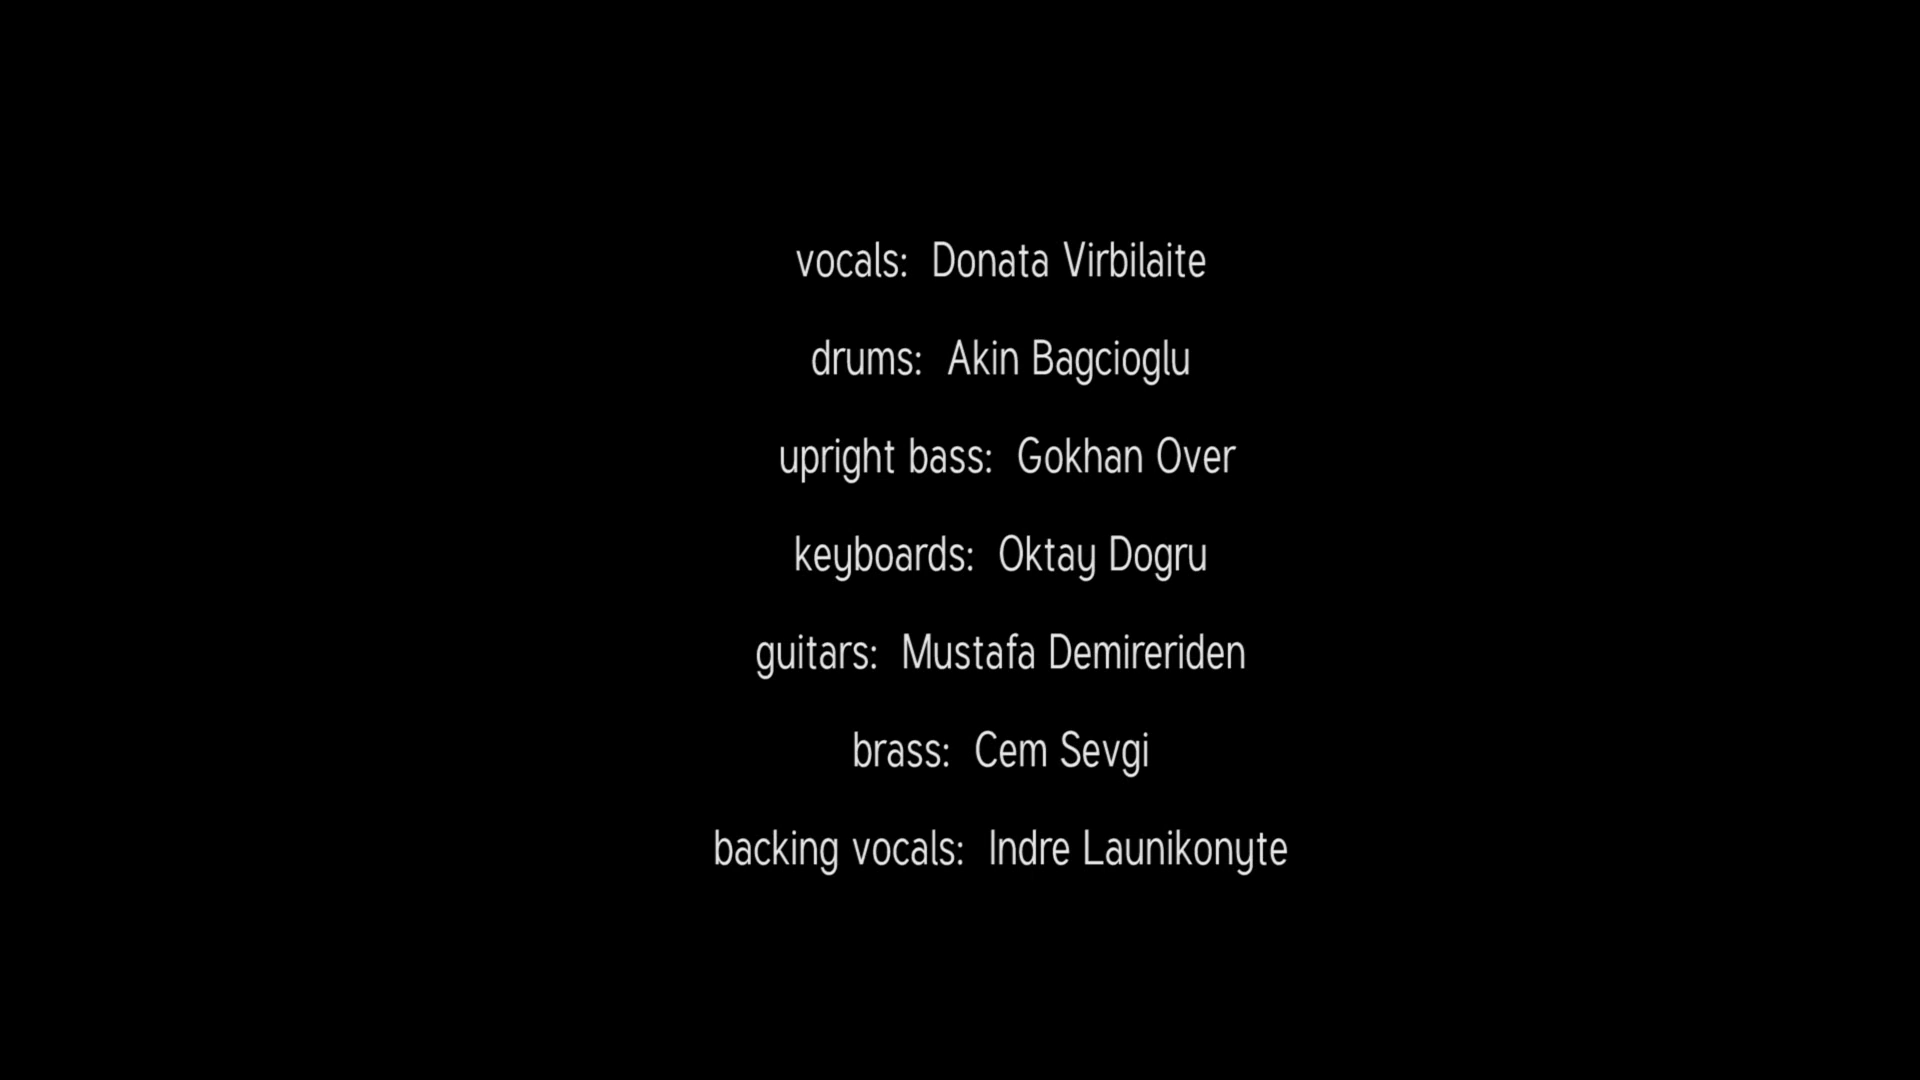 vocals: Donata Virbilaite
drums: Akin Bagcioglu
upright bass: Gokhan Over
keyboards: Oktay Dogru
guitars: Mustafa Demireriden
brass: Cem Sevgi
backing vocals: Indre Launikonyte